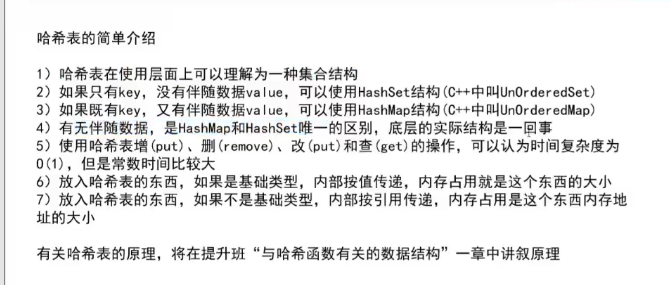 哈希表的简单介绍
1）哈希表在使用层面上可以理解为一种集合结构
2）如果只有key，没有伴随数据value，可以使用HashSet结构(C++中叫UnOrderedSet)
3）如果既有key，又有伴随数据value，可以使用HashMap结构(C++中叫UnOrderedMap)
4）有无伴随数据，是HashMap和HashSet唯一的区别，底层的实际结构是一回事
5）使用哈希表增(put)、删(remove)、改(put)和查(get)的操作，可以认为时间复杂度为
O(1)，但是常数时间比较大
6）放入哈希表的东西，如果是基础类型，内部按值传递，内存占用就是这个东西的大小
7）放入哈希表的东西，如果不是基础类型，内部按引用传递，内存占用是这个东西内存地
址的大小
有关哈希表的原理，将在提升班“与哈希函数有关的数据结构”一章中讲叙原理